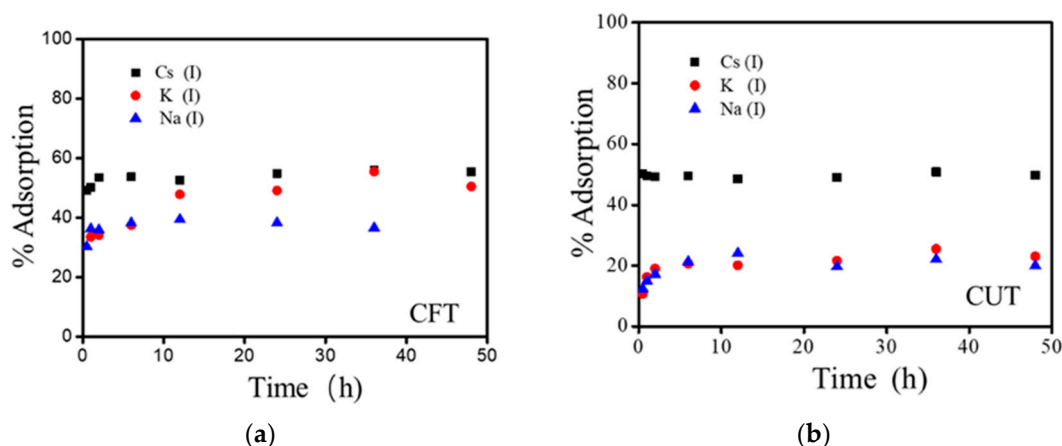 100
80
60
40
20
0
% Adsorption
Cs (I)
K (I)
Na (I)
CFT
0 10 20 30 40 50
Time (h)
(a)
100
80
60
40
20
0
% Adsorption
Cs (I)
K (I)
Na (I)
CUT
0 10 20 30 40 50
Time (h)
(b)